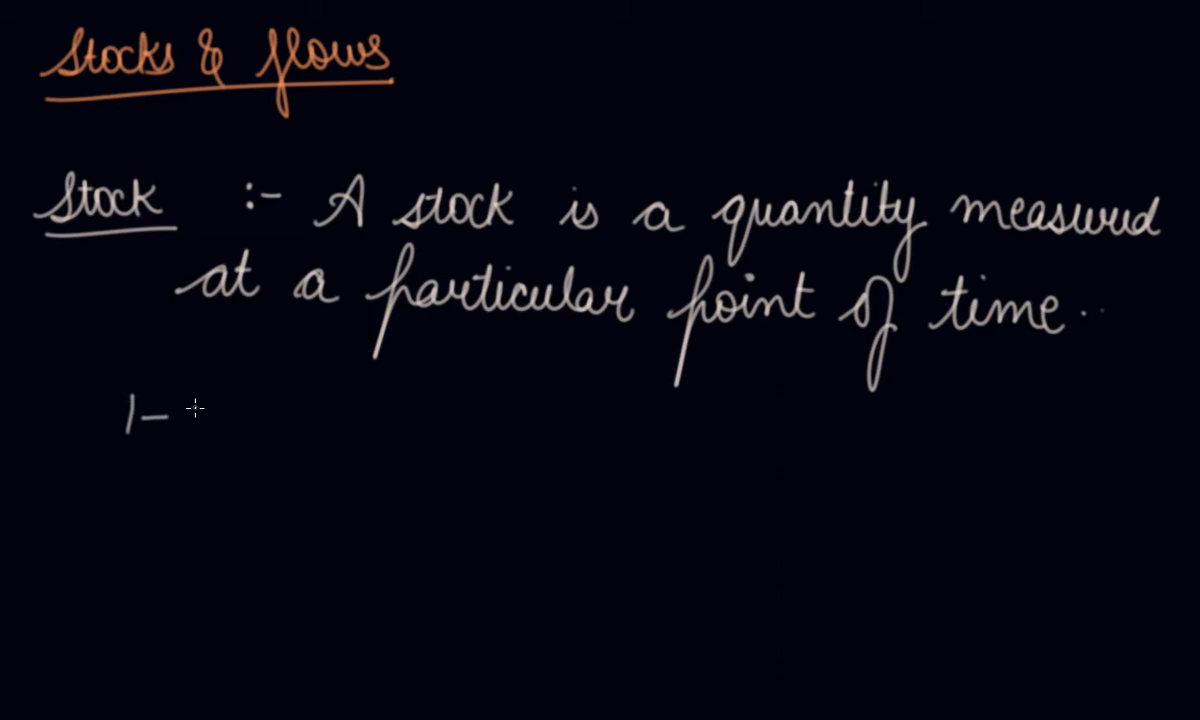 Stocks & flows
Stock :- A stock is a quantity measured
at a particular point of time..
1-